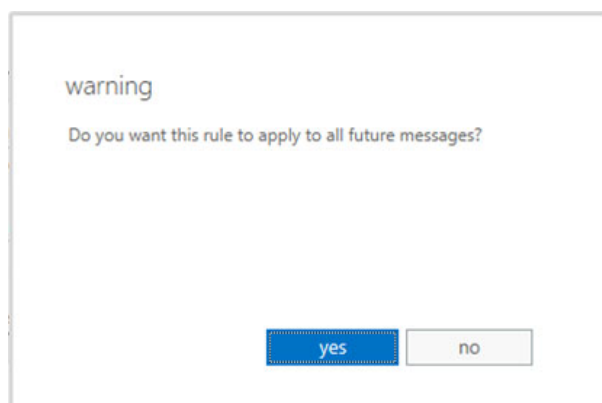 warning
Do you want this rule to apply to all future messages?
yes no